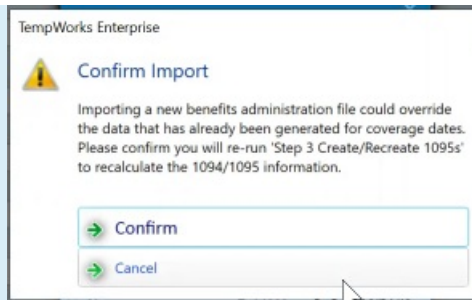 TempWorks Enterprise
Confirm Import
Importing a new benefits administration file could override
the data that has already been generated for coverage dates.
Please confirm you will re-run 'Step 3 Create/Recreate 1095s'
to recalculate the 1094/1095 information.
Confirm
Cancel